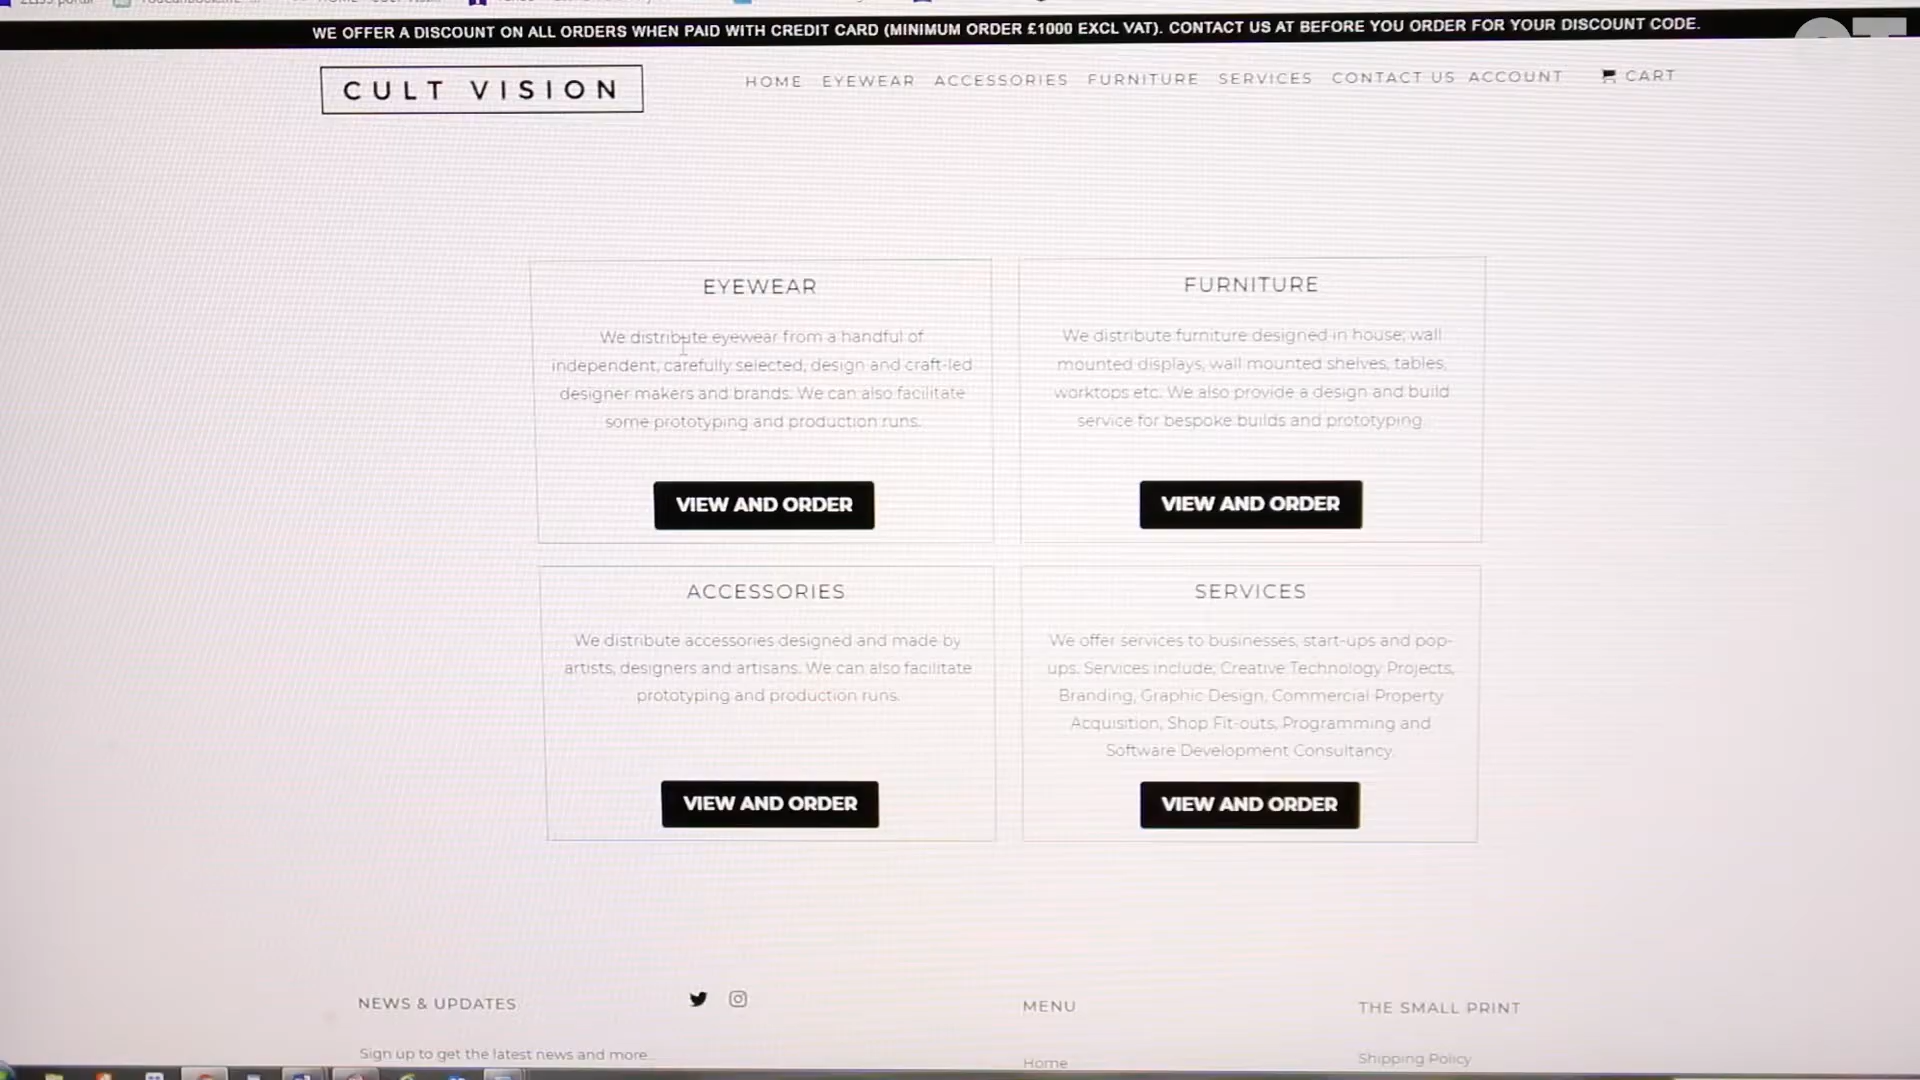 WE OFFER A DISCOUNT ON ALL ORDERS WHEN PAID WITH CREDIT CARD (MINIMUM ORDER £1000 EXCL VAT). CONTACT US AT BEFORE YOU ORDER FOR YOUR DISCOUNT CODE.
CULT VISION
HOME EYEWEAR ACCESSORIES FURNITURE SERVICES CONTACT US ACCOUNT CART
EYEWEAR
We distribute eyewear from a handful of
independent, carefully selected, design and craft-led
designer makers and brands. We can also facilitate
some prototyping and production runs.
VIEW AND ORDER
FURNITURE
We distribute furniture designed in house; wall
mounted displays, wall mounted shelves, tables,
worktops etc. We also provide a design and build
service for bespoke builds and prototyping.
VIEW AND ORDER
ACCESSORIES
We distribute accessories designed and made by
artists, designers and artisans. We can also facilitate
prototyping and production runs.
VIEW AND ORDER
SERVICES
We offer services to businesses, start-ups and pop-
ups. Services include; Creative Technology Projects,
Branding, Graphic Design, Commercial Property
Acquisition, Shop Fit-outs, Programming and
Software Development Consultancy.
VIEW AND ORDER
NEWS & UPDATES
Sign up to get the latest news and more...
MENU
Home
THE SMALL PRINT
Shipping Policy